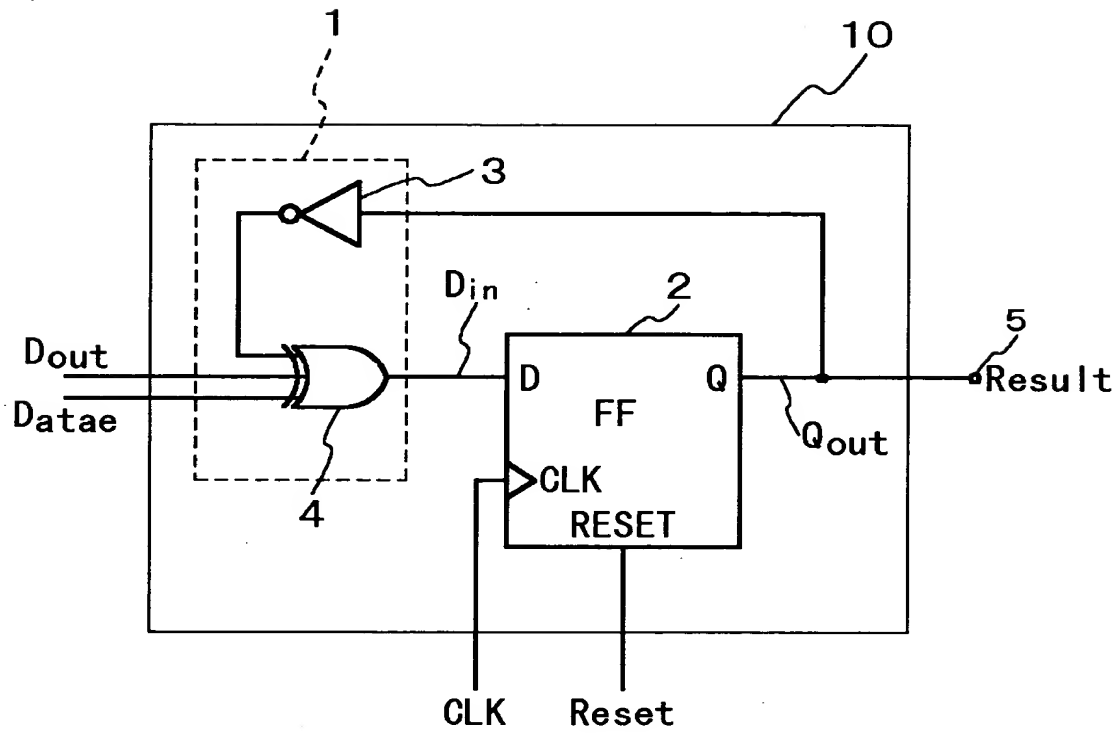 1
10
3
Din
2
5
Dout
D
Q
Result
Datae
FF
Qout
CLK
4
RESET
CLK
Reset